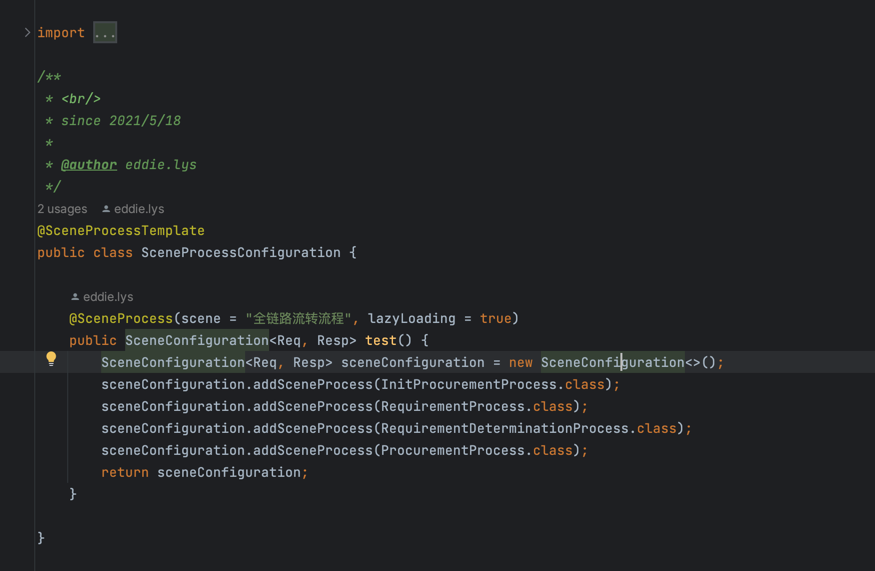 import ...
/**
 * <br/>
 * since 2021/5/18
 *
 * @author eddie.lys
 */
2 usages eddie.lys
@SceneProcessTemplate
public class SceneProcessConfiguration {
eddie.lys
@SceneProcess(scene = "全链路流转流程", lazyLoading = true)
public SceneConfiguration<Req, Resp> test() {
SceneConfiguration<Req, Resp> sceneConfiguration = new SceneConfiguration<>();
sceneConfiguration.addSceneProcess(InitProcurementProcess.class);
sceneConfiguration.addSceneProcess(RequirementProcess.class);
sceneConfiguration.addSceneProcess(RequirementDeterminationProcess.class);
sceneConfiguration.addSceneProcess(ProcurementProcess.class);
return sceneConfiguration;
}
}